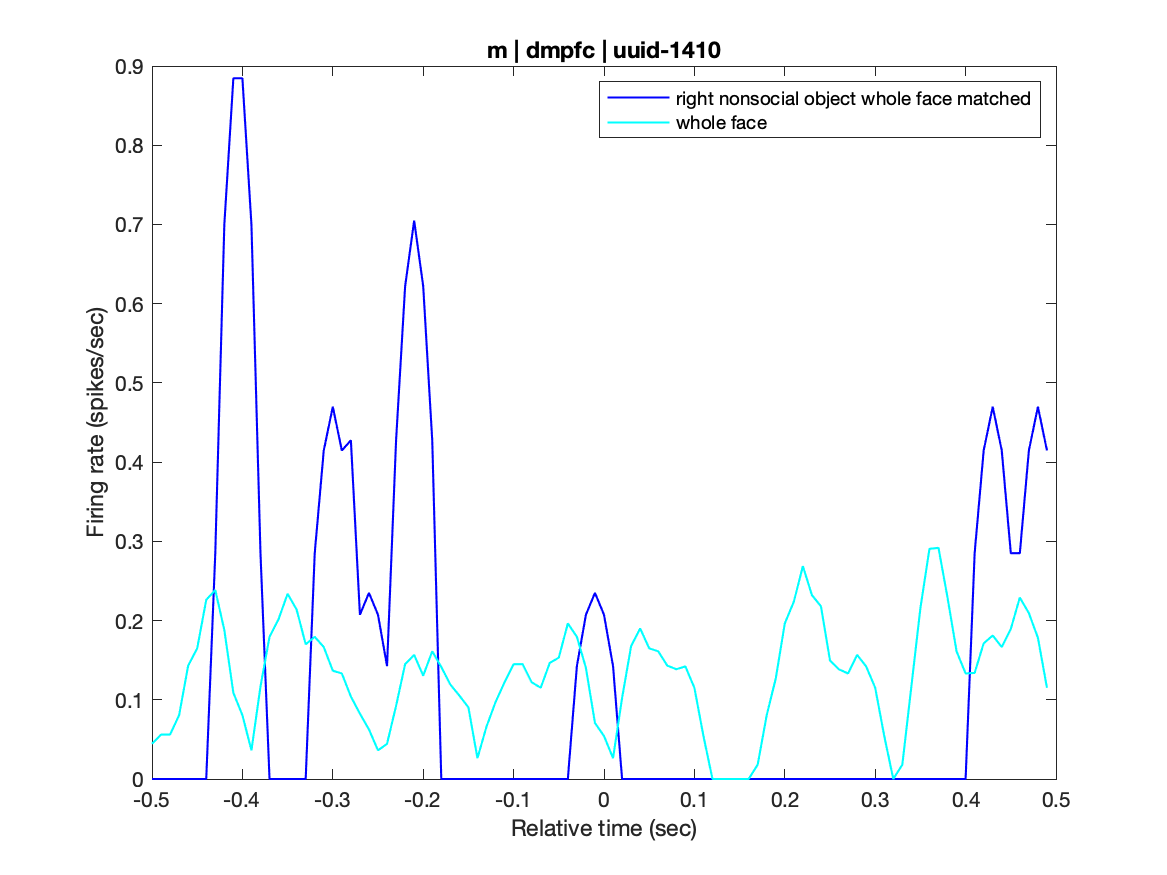 m | dmpfc | uuid-1410
right nonsocial object whole face matched
whole face
Firing rate (spikes/sec)
0.9
0.8
0.7
0.6
0.5
0.4
0.3
0.2
0.1
0
-0.5 -0.4 -0.3 -0.2 -0.1 0 0.1 0.2 0.3 0.4 0.5
Relative time (sec)